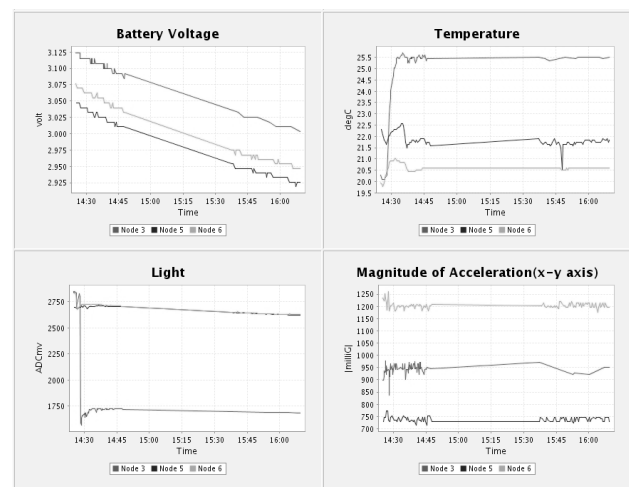 Battery Voltage
3.125
3.100
3.075
3.050
3.025
3.000
2.975
2.950
2.925
volt
14:30 14:45 15:00 15:15 15:30 15:45 16:00
Time
Node 3 Node 5 Node 6
Temperature
25.5
25.0
24.5
24.0
23.5
23.0
22.5
22.0
21.5
21.0
20.5
20.0
19.5
degC
14:30 14:45 15:00 15:15 15:30 15:45 16:00
Time
Node 3 Node 5 Node 6
Light
2750
2500
2250
2000
1750
ADCmv
14:30 14:45 15:00 15:15 15:30 15:45 16:00
Time
Node 3 Node 5 Node 6
Magnitude of Acceleration(x-y axis)
1250
1200
1150
1100
1050
1000
950
900
850
800
750
700
|milliG|
14:30 14:45 15:00 15:15 15:30 15:45 16:00
Time
Node 3 Node 5 Node 6